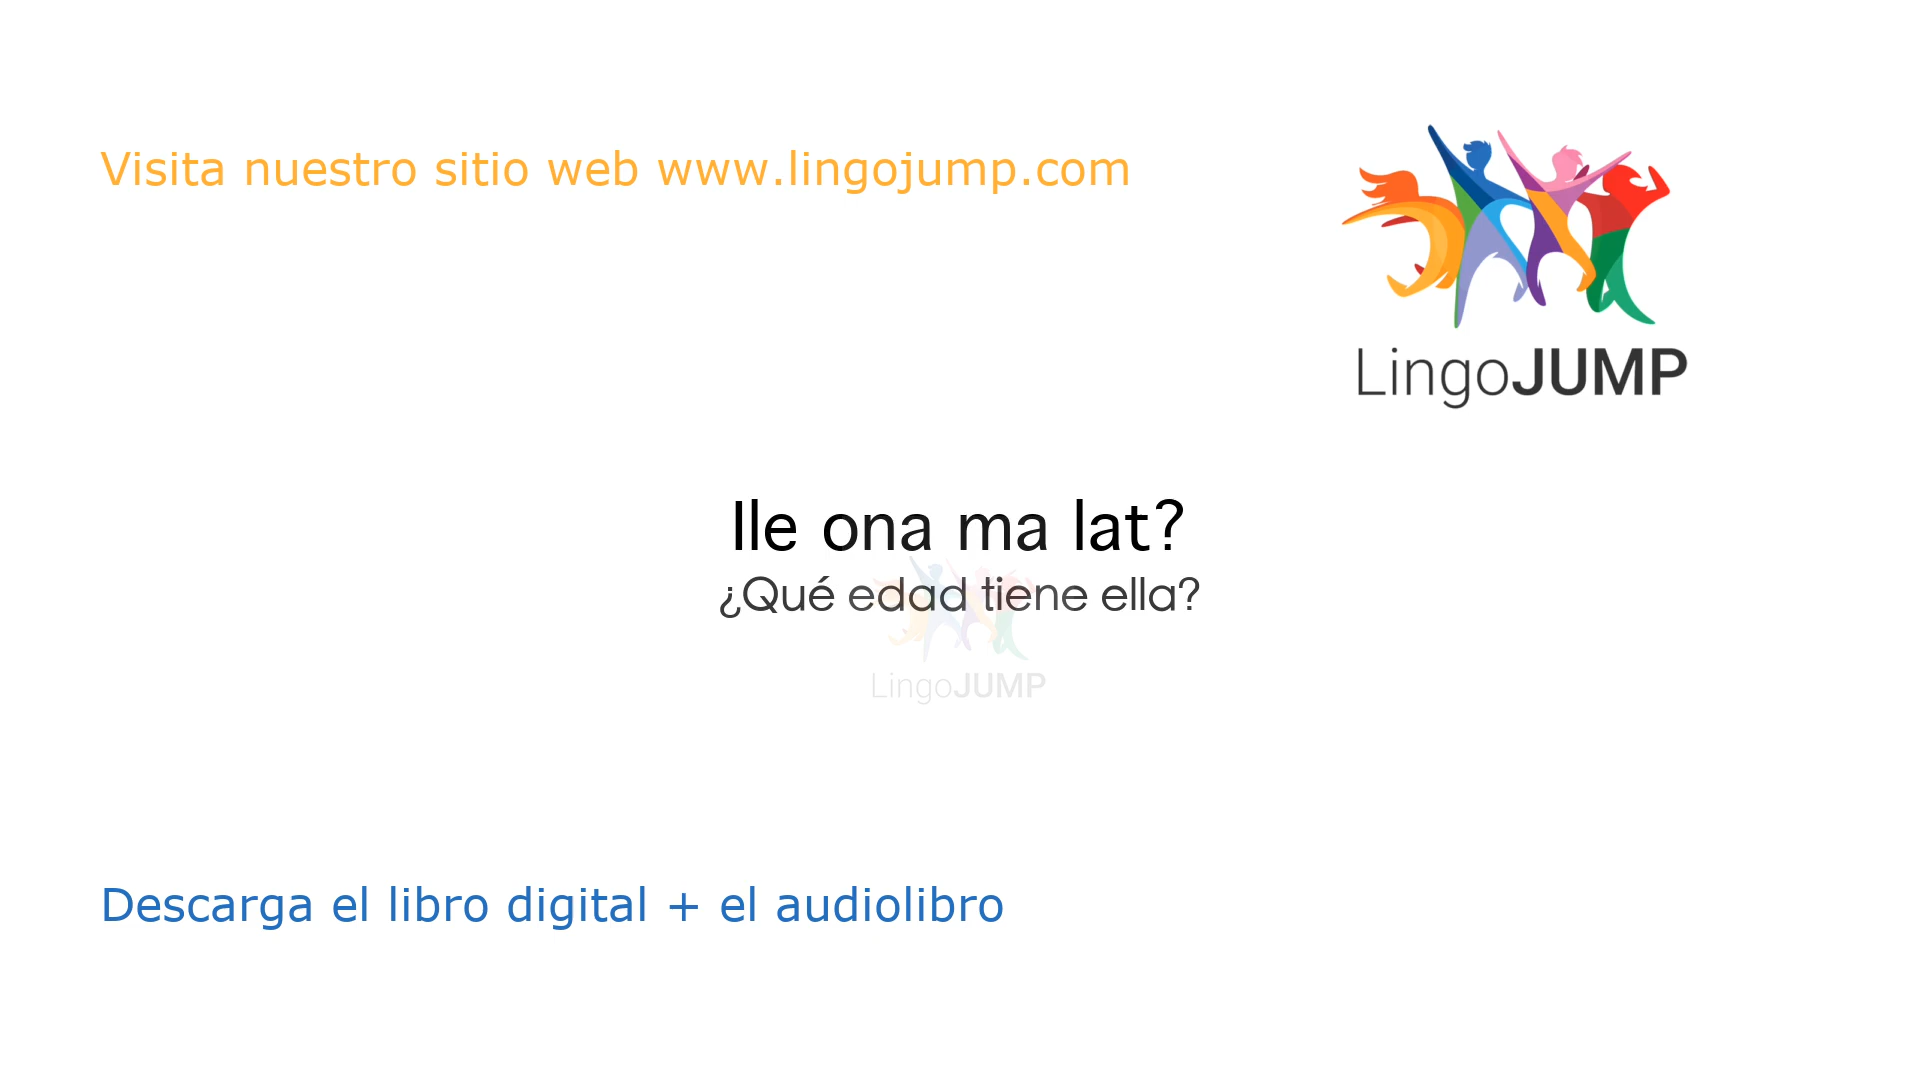 Visita nuestro sitio web www.lingojump.com
LingoJUMP
Ile ona ma lat?
¿Qué edad tiene ella?
LingoJUMP
Descarga el libro digital + el audiolibro